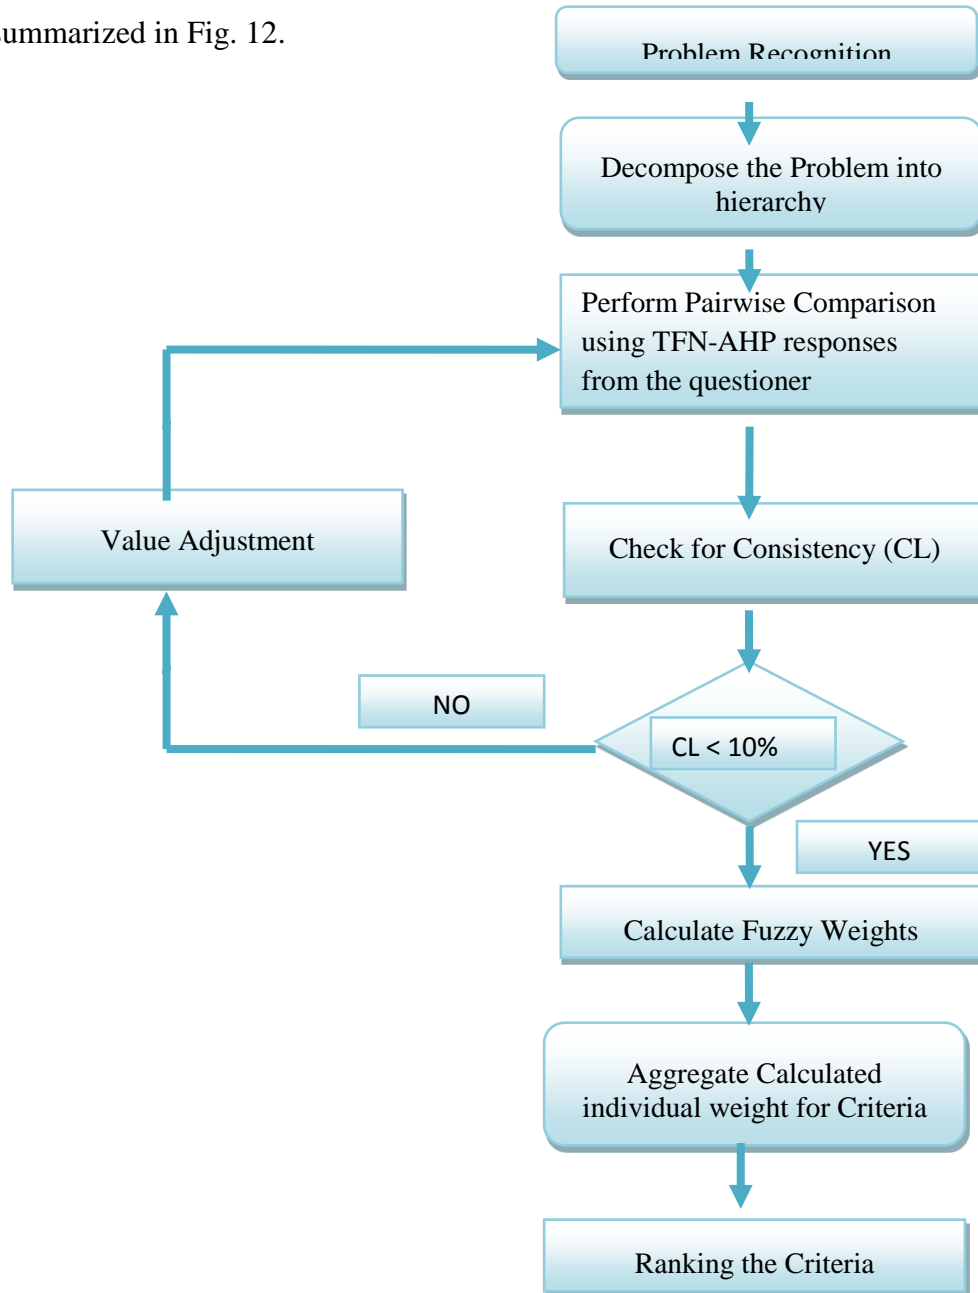 summarized in Fig. 12.
Problem Recognition
Decompose the Problem into
hierarchy
Perform Pairwise Comparison
using TFN-AHP responses
from the questioner
Value Adjustment
Check for Consistency (CL)
NO
CL < 10%
YES
Calculate Fuzzy Weights
Aggregate Calculated
individual weight for Criteria
Ranking the Criteria